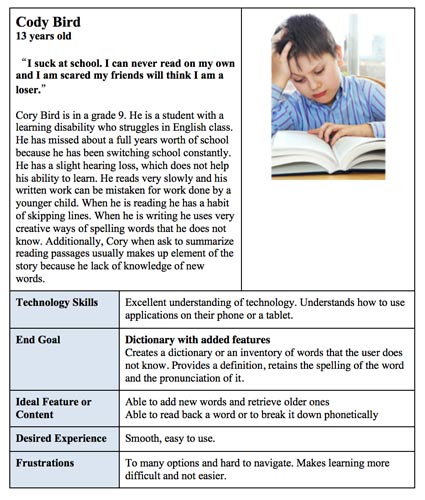 Cody Bird
13 years old
“I suck at school. I can never read on my own
and I am scared my friends will think I am a
loser.”
Cory Bird is in a grade 9. He is a student with a
learning disability who struggles in English class.
He has missed about a full years worth of school
because he has been switching school constantly.
He has a slight hearing loss, which does not help
his ability to learn. He reads very slowly and his
written work can be mistaken for work done by a
younger child. When he is reading he has a habit
of skipping lines. When he is writing he uses very
creative ways of spelling words that he does not
know. Additionally, Cory when ask to summarize
reading passages usually makes up element of the
story because he lack of knowledge of new
words.
Technology Skills
Excellent understanding of technology. Understands how to use
applications on their phone or a tablet.
End Goal
Dictionary with added features
Creates a dictionary or an inventory of words that the user does
not know. Provides a definition, retains the spelling of the word
and the pronunciation of it.
Ideal Feature or
Content
Able to add new words and retrieve older ones
Able to read back a word or to break it down phonetically
Desired Experience
Smooth, easy to use.
Frustrations
To many options and hard to navigate. Makes learning more
difficult and not easier.